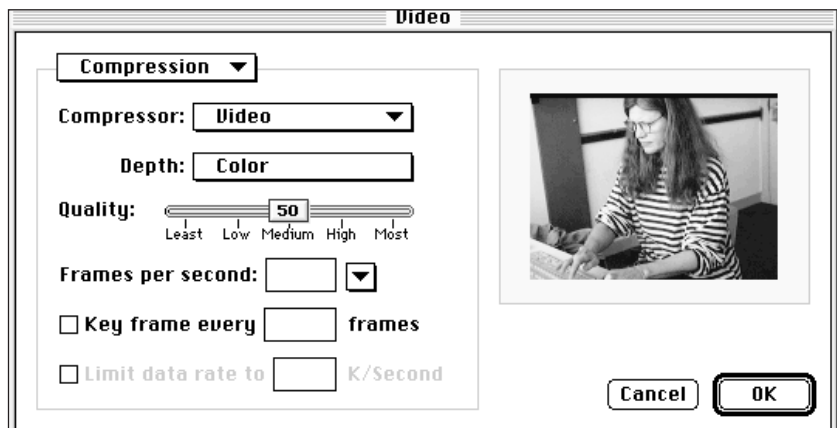 Video
Compression
Compressor: Video
Depth: Color
Quality: 50
Least Low Medium High Most
Frames per second:
Key frame every frames
Limit data rate to K/Second
Cancel OK